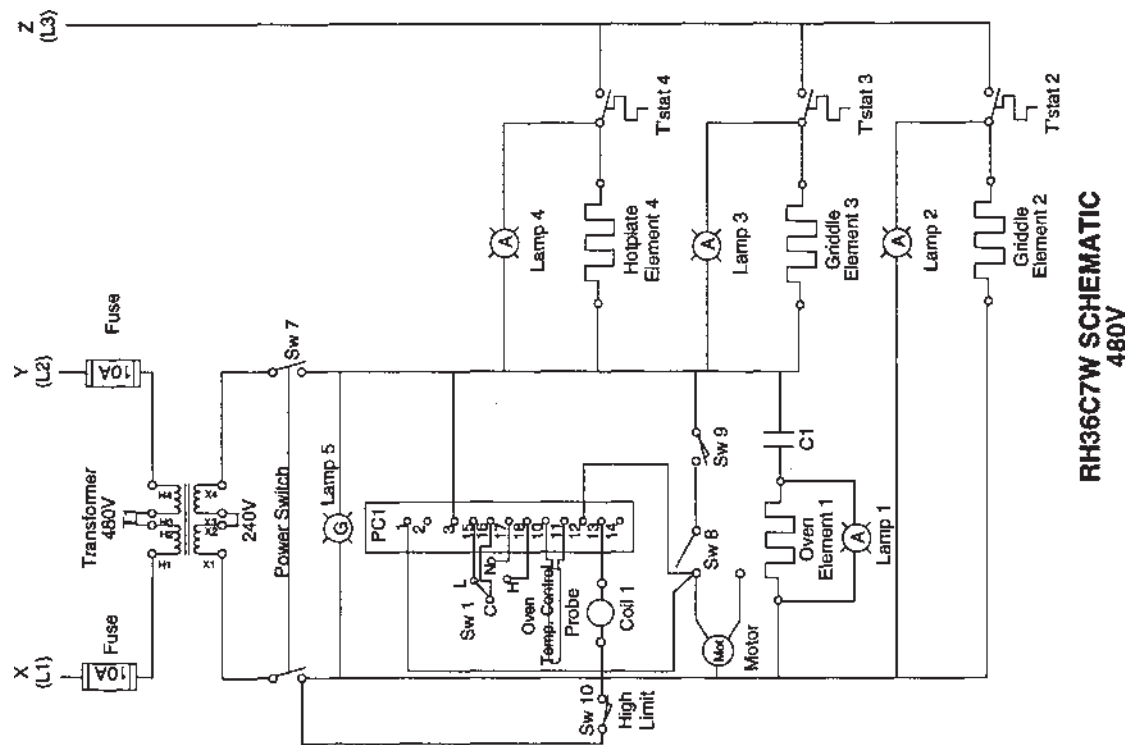 X
(L1)
Y
(L2)
Z
(L3)
Fuse
10A
Fuse
10A
Transformer
480V
T1
H1
X1
240V
Power Switch
Sw 7
Lamp 5
G
PC1
1
2
3
15
16
17
18
10
11
12
13
14
Sw 1
L
C
N
H
Oven
Temp. Control
Probe
Coil 1
Sw 10
High
Limit
Sw 8
Sw 9
Mot
Motor
C1
Oven
Element 1
A
Lamp 1
A
Lamp 4
Hotplate
Element 4
T'stat 4
A
Lamp 3
Griddle
Element 3
T'stat 3
A
Lamp 2
Griddle
Element 2
T'stat 2
RH36C7W SCHEMATIC
480V